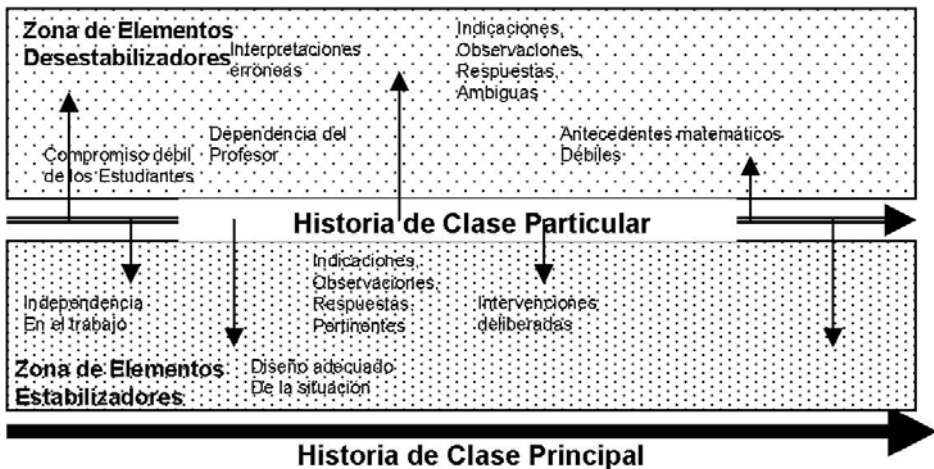 Zona de Elementos
Desestabilizadores
Interpretaciones
erróneas
Indicaciones,
Observaciones,
Respuestas,
Ambiguas
Compromiso débil
de los Estudiantes
Dependencia del
Profesor
Antecedentes matemáticos
Débiles
Historia de Clase Particular
Independencia
En el trabajo
Indicaciones,
Observaciones,
Respuestas
Pertinentes
Intervenciones
deliberadas
Zona de Elementos
Estabilizadores
Diseño adecuado
De la situación
Historia de Clase Principal